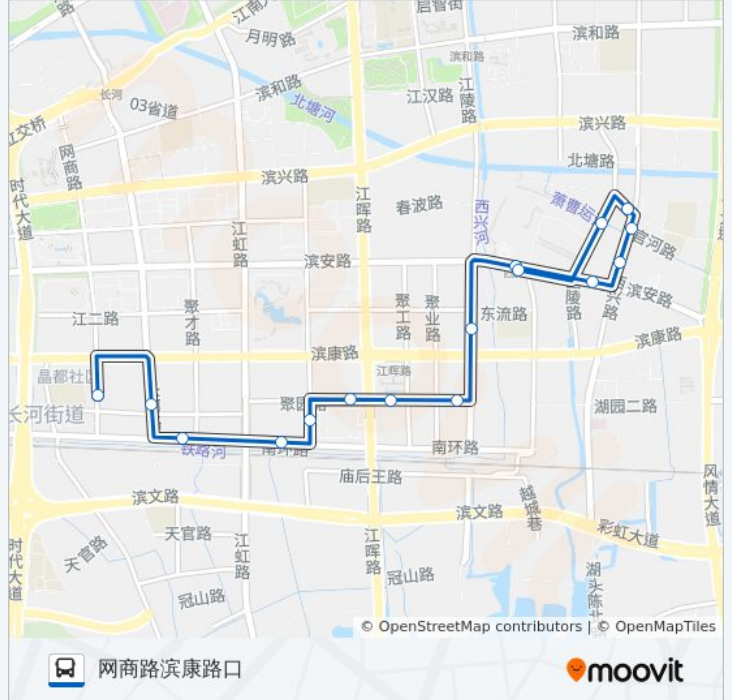 启智街
江南大
月明路
滨和路
滨和路
长河
滨和路
03省道
北塘河
江汉路
江陵路
江交桥
滨兴路
网商路
北塘路
时代大道
滨兴路
江晖路
春波路
西兴河
萧曹运
官河路
江虹路
滨安路
滨安路
聚才路
聚工路
聚业路
东流路
陵路
兴路
江二路
滨康路
滨康路
晶都社区
江晖路
聚园路
湖园二路
长河街道
南环路
南环路
铁路河
庙后王路
风情大道
滨文路
滨文路
越城巷
彩虹大道
天官路
天官路
江虹路
江晖路
时代大道
冠山路
冠山路
湖头陈北
© OpenStreetMap contributors | © OpenMapTiles
网商路滨康路口
moovit